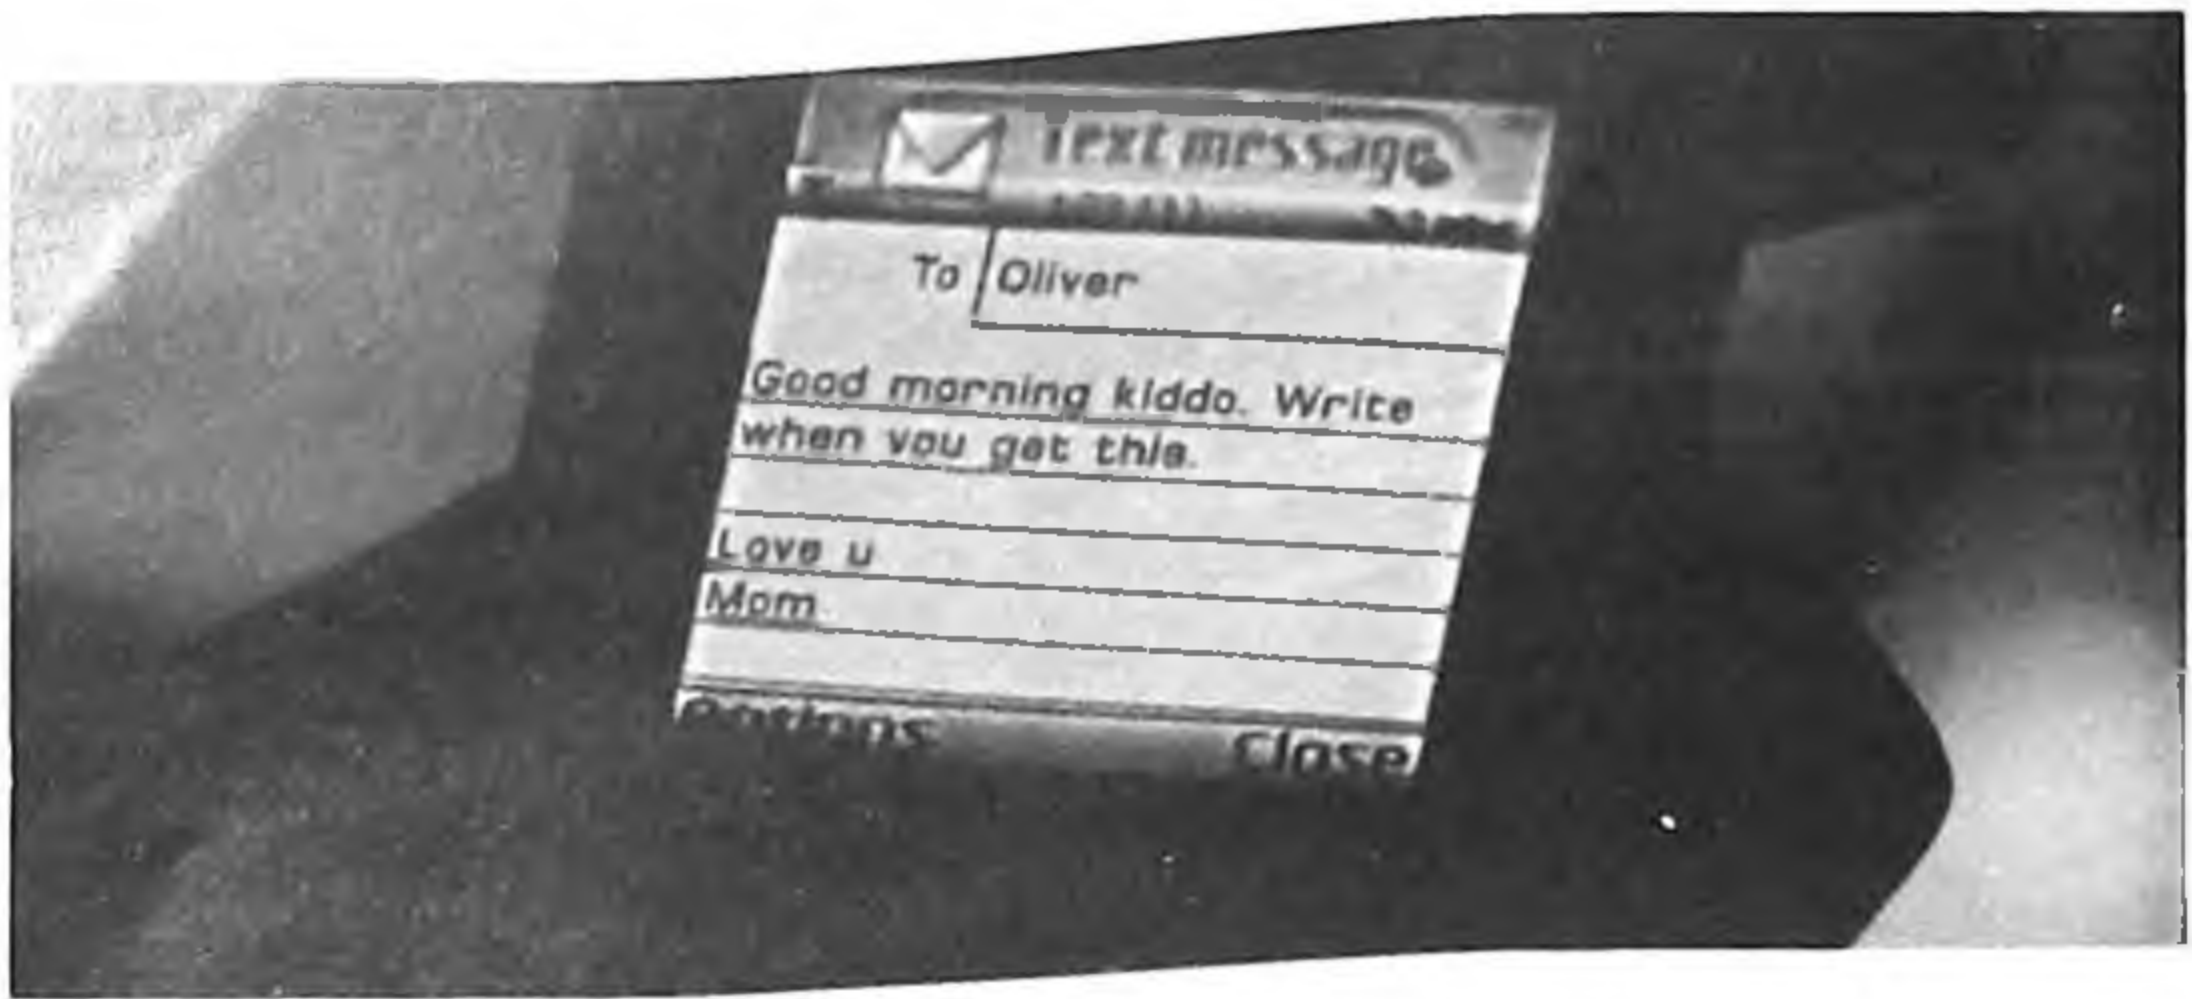 Text message
To Oliver
Good morning kiddo. Write
when you get this.
Love u
Mom
Options
Close